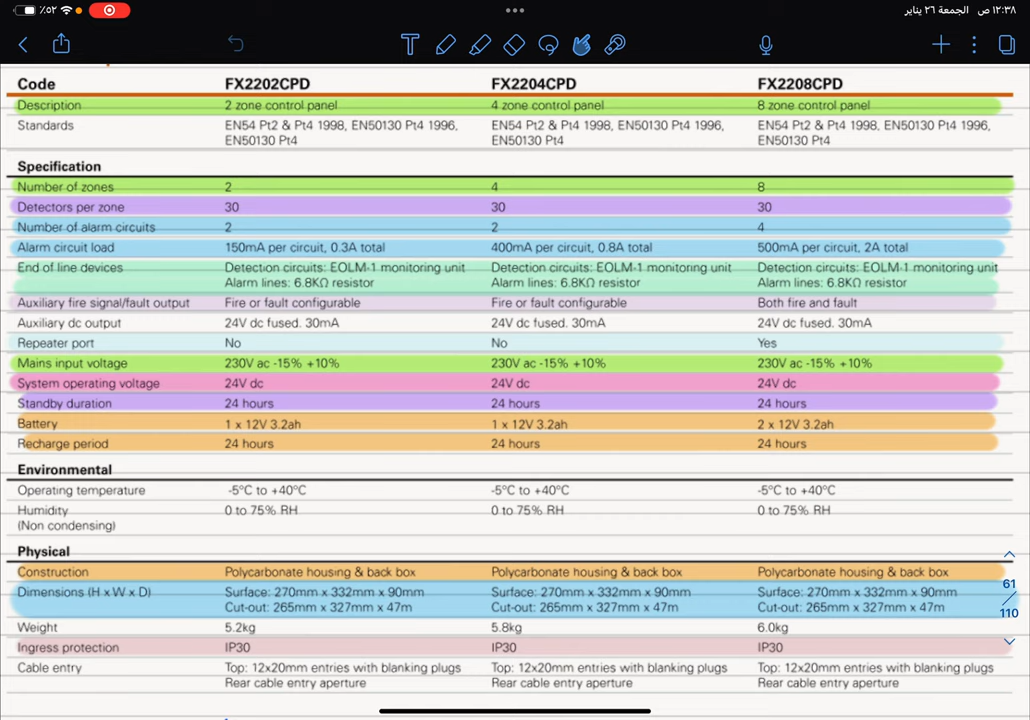 ٪٥٢ ١٢:٣٨ ص الجمعة ٢٦ يناير
Code FX2202CPD FX2204CPD FX2208CPD
Description 2 zone control panel 4 zone control panel 8 zone control panel
Standards EN54 Pt2 & Pt4 1998, EN50130 Pt4 1996, EN54 Pt2 & Pt4 1998, EN50130 Pt4 1996, EN54 Pt2 & Pt4 1998, EN50130 Pt4 1996,
EN50130 Pt4 EN50130 Pt4 EN50130 Pt4
Specification
Number of zones 2 4 8
Detectors per zone 30 30 30
Number of alarm circuits 2 2 4
Alarm circuit load 150mA per circuit, 0.3A total 400mA per circuit, 0.8A total 500mA per circuit, 2A total
End of line devices Detection circuits: EOLM-1 monitoring unit Detection circuits: EOLM-1 monitoring unit Detection circuits: EOLM-1 monitoring unit
Alarm lines: 6.8KΩ resistor Alarm lines: 6.8KΩ resistor Alarm lines: 6.8KΩ resistor
Auxiliary fire signal/fault output Fire or fault configurable Fire or fault configurable Both fire and fault
Auxiliary dc output 24V dc fused. 30mA 24V dc fused. 30mA 24V dc fused. 30mA
Repeater port No No Yes
Mains input voltage 230V ac -15% +10% 230V ac -15% +10% 230V ac -15% +10%
System operating voltage 24V dc 24V dc 24V dc
Standby duration 24 hours 24 hours 24 hours
Battery 1 x 12V 3.2ah 1 x 12V 3.2ah 2 x 12V 3.2ah
Recharge period 24 hours 24 hours 24 hours
Environmental
Operating temperature -5°C to +40°C -5°C to +40°C -5°C to +40°C
Humidity 0 to 75% RH 0 to 75% RH 0 to 75% RH
(Non condensing)
Physical
Construction Polycarbonate housing & back box Polycarbonate housing & back box Polycarbonate housing & back box
Dimensions (H x W x D) Surface: 270mm x 332mm x 90mm Surface: 270mm x 332mm x 90mm Surface: 270mm x 332mm x 90mm
Cut-out: 265mm x 327mm x 47m Cut-out: 265mm x 327mm x 47m Cut-out: 265mm x 327mm x 47m
61
110
Weight 5.2kg 5.8kg 6.0kg
Ingress protection IP30 IP30 IP30
Cable entry Top: 12x20mm entries with blanking plugs Top: 12x20mm entries with blanking plugs Top: 12x20mm entries with blanking plugs
Rear cable entry aperture Rear cable entry aperture Rear cable entry aperture